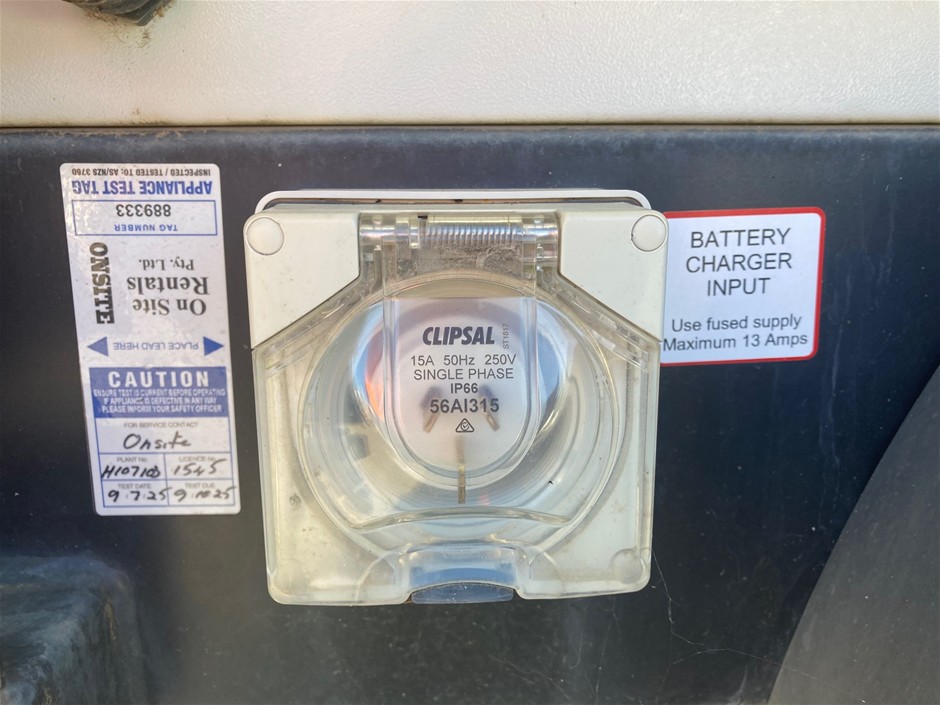 INSPECTED / TESTED TO: AS/NZS 3760
APPLIANCE TEST TAG
889333
TAG NUMBER
On Site
Rentals
Pty. Ltd.
ONSITE
PLACE LEAD HERE
CAUTION
ENSURE TEST IS CURRENT BEFORE OPERATING
IF APPLIANCE IS DEFECTIVE IN ANY WAY
PLEASE INFORM YOUR SAFETY OFFICER
FOR SERVICE CONTACT
Onsite
PLANT No. LICENCE No.
1545
TEST DATE TEST DUE
9.7.25 9.10.25
CLIPSAL
ST1517
15A 50Hz 250V
SINGLE PHASE
IP66
56AI315
BATTERY
CHARGER
INPUT
Use fused supply
Maximum 13 Amps